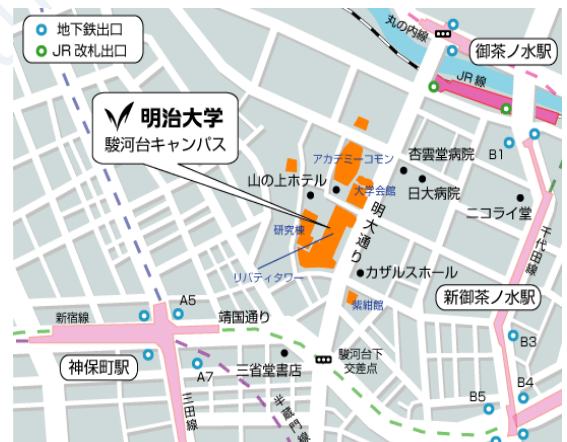 地下鉄出口
JR 改札出口
丸の内線
御茶ノ水駅
JR 線
明治大学
駿河台キャンパス
アカデミーコモン
杏雲堂病院
B1
山の上ホテル
大学会館
日大病院
ニコライ堂
明大通り
研究棟
千代田線
リバティタワー
カザルスホール
紫紺館
新御茶ノ水駅
A5
新宿線
靖国通り
B3
神保町駅
A7
三省堂書店
駿河台下
交差点
三田線
半蔵門線
B4
B5